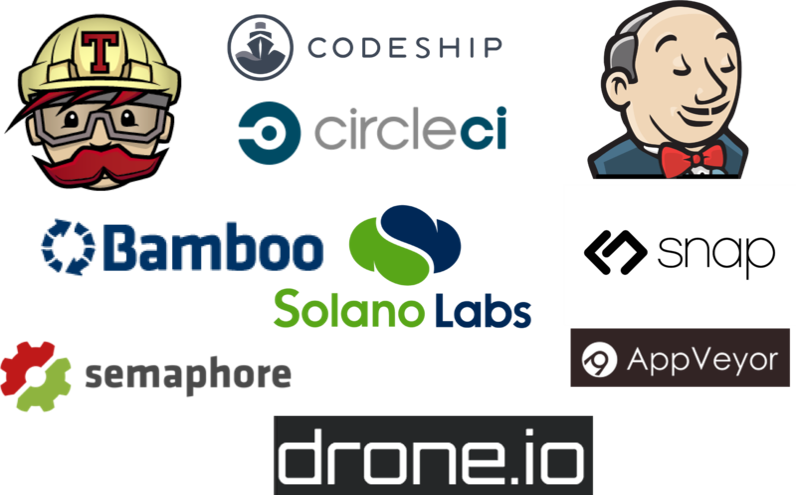 T
CODESHIP
circleci
Bamboo
Solano Labs
snap
semaphore
AppVeyor
drone.io